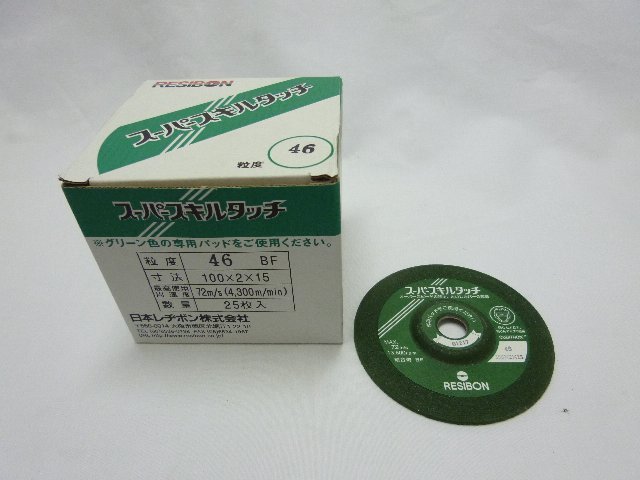 RESIBON
スーパースキルタッチ
粒度 46
スーパースキルタッチ
※グリーン色の専用パッドをご使用ください。
粒度 46 BF
寸法 100×2×15
最高使用周速度 72m/s(4,300m/min)
数量 25枚入
日本レヂボン株式会社
スーパースキルタッチ
MAX.
72m/s
46
RESIBON